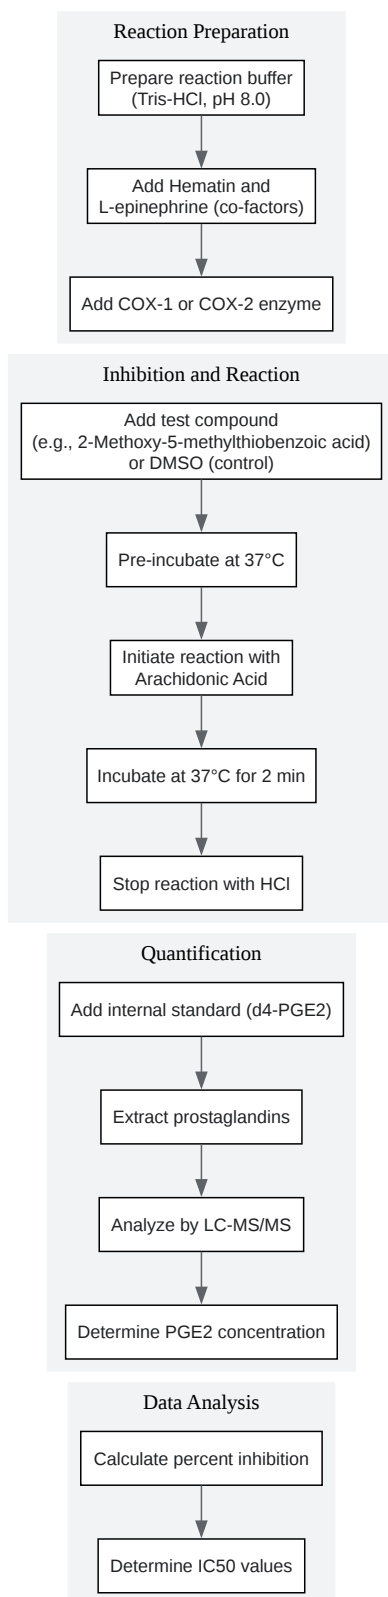 Reaction Preparation
Prepare reaction buffer
(Tris-HCl, pH 8.0)
Add Hematin and
L-epinephrine (co-factors)
Add COX-1 or COX-2 enzyme
Inhibition and Reaction
Add test compound
(e.g., 2-Methoxy-5-methylthiobenzoic acid)
or DMSO (control)
Pre-incubate at 37°C
Initiate reaction with
Arachidonic Acid
Incubate at 37°C for 2 min
Stop reaction with HCl
Quantification
Add internal standard (d4-PGE2)
Extract prostaglandins
Analyze by LC-MS/MS
Determine PGE2 concentration
Data Analysis
Calculate percent inhibition
Determine IC50 values